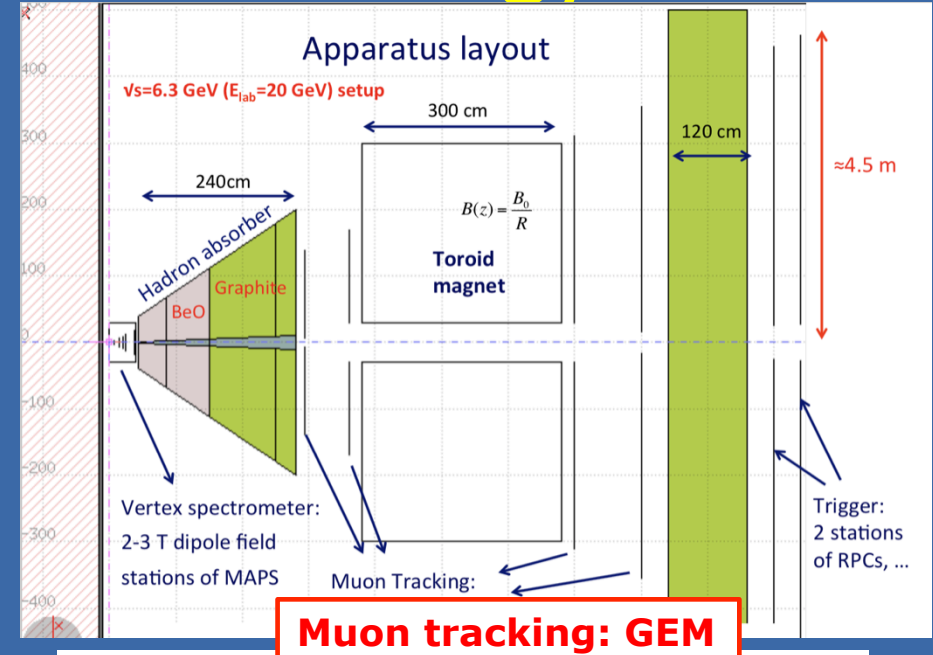 Apparatus layout
√s=6.3 GeV (Elab=20 GeV) setup
300 cm
120 cm
≈4.5 m
240cm
B(z) = B0 / R
Hadron absorber
Toroid
magnet
Graphite
BeO
400
300
200
100
0
-100
-200
-300
-400
Vertex spectrometer:
2-3 T dipole field
stations of MAPS
Muon Tracking:
Trigger:
2 stations
of RPCs, ...
Muon tracking: GEM